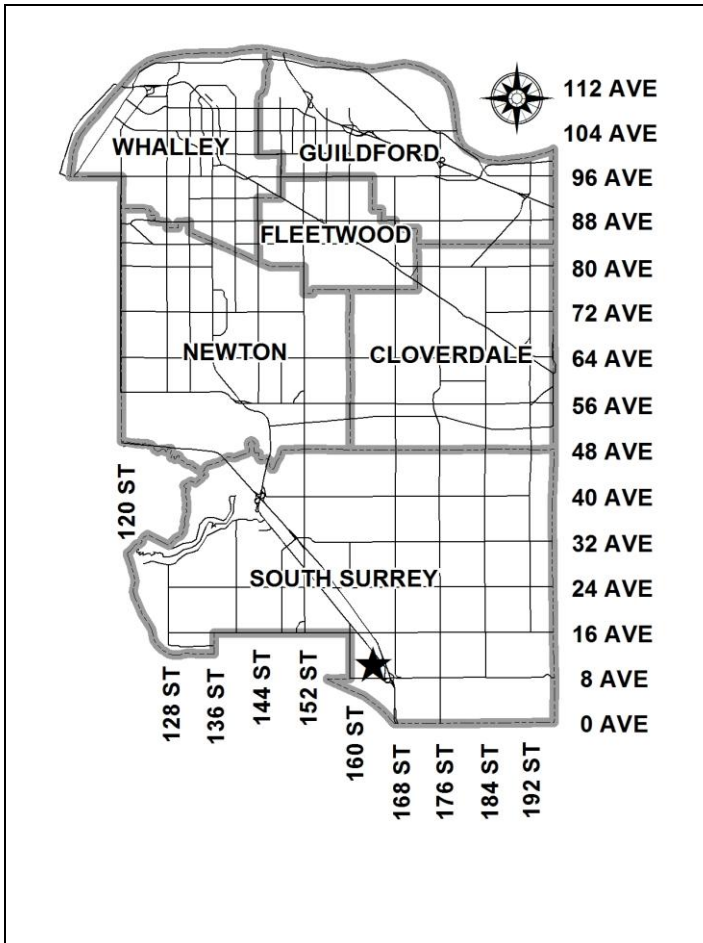 112 AVE
104 AVE
WHALLEY
GUILDFORD
96 AVE
88 AVE
FLEETWOOD
80 AVE
72 AVE
NEWTON
CLOVERDALE
64 AVE
56 AVE
48 AVE
120 ST
40 AVE
32 AVE
SOUTH SURREY
24 AVE
16 AVE
8 AVE
0 AVE
128 ST
136 ST
144 ST
152 ST
160 ST
168 ST
176 ST
184 ST
192 ST